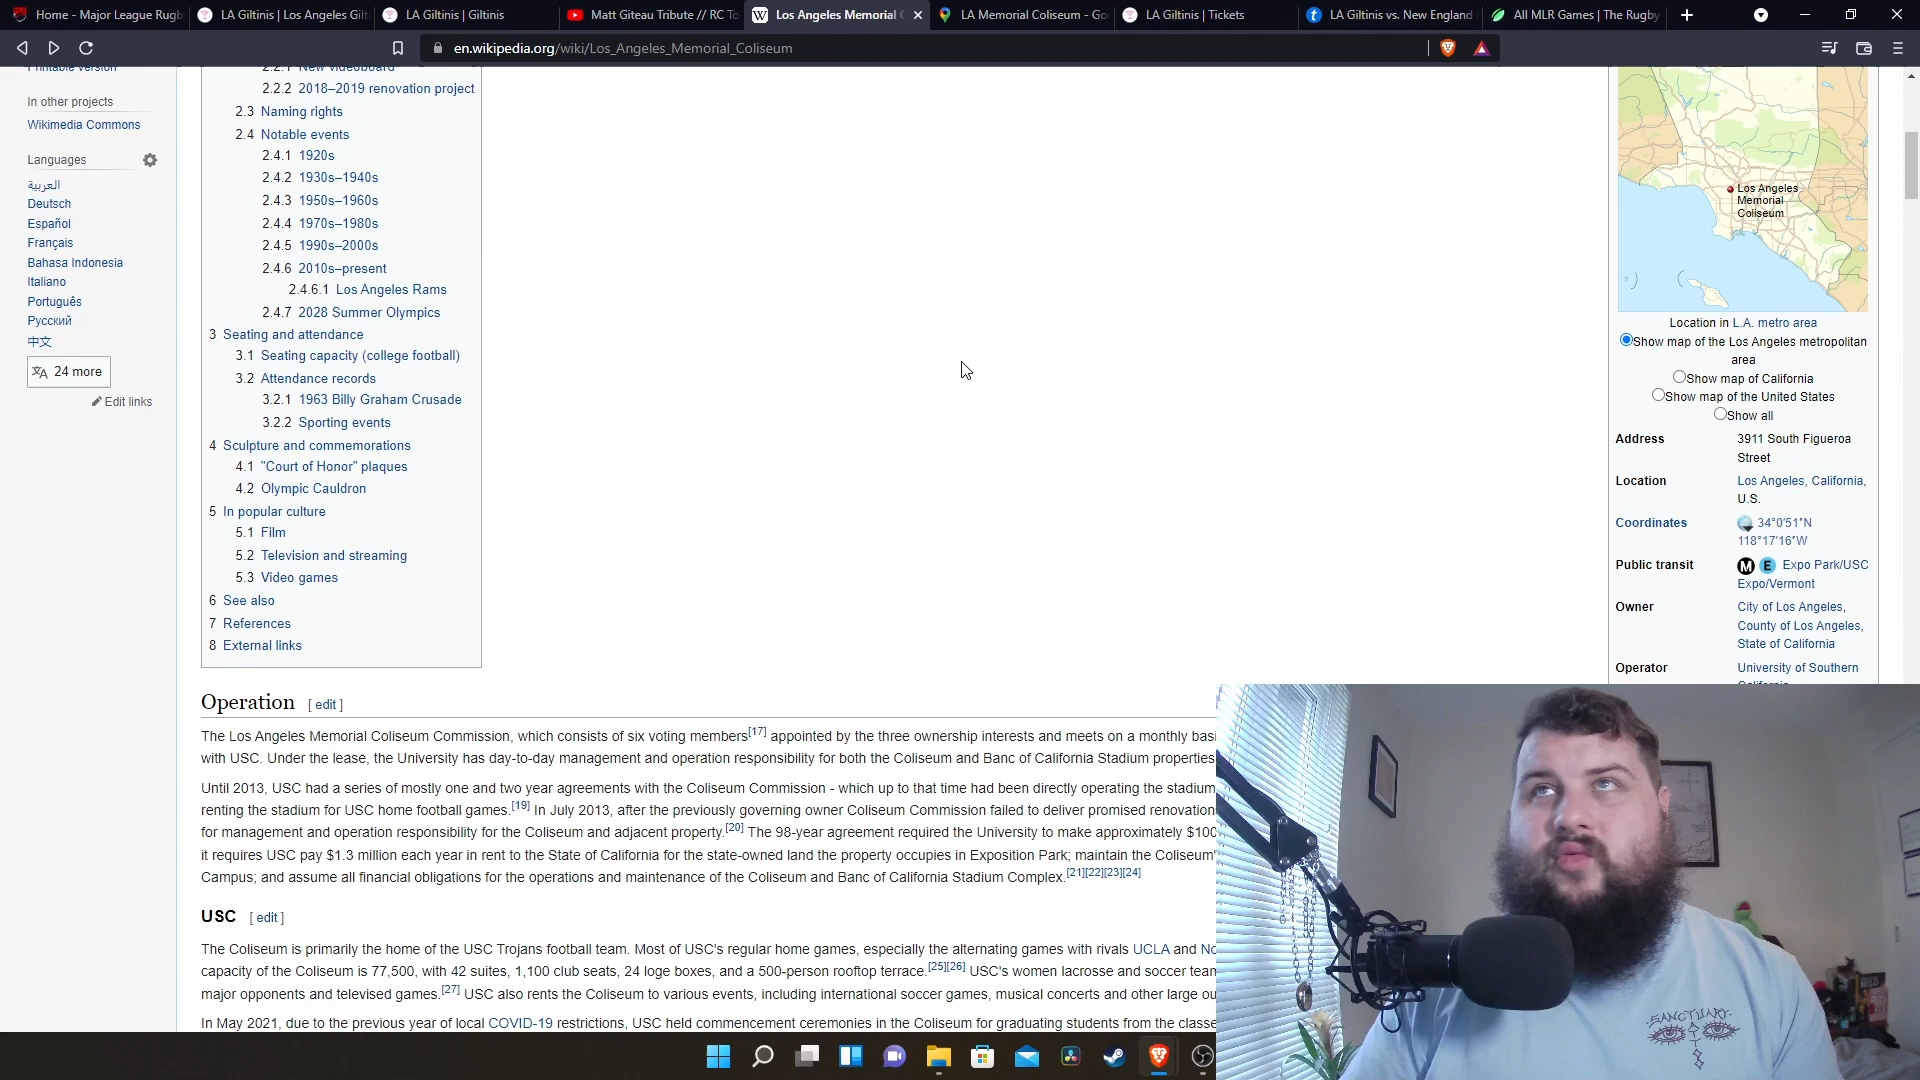 Home - Major League Rugb
LA Giltinis | Los Angeles Gilt
LA Giltinis | Giltinis
Matt Giteau Tribute // RC To
Los Angeles Memorial C
LA Memorial Coliseum - Go
LA Giltinis | Tickets
LA Giltinis vs. New England
All MLR Games | The Rugby
en.wikipedia.org/wiki/Los_Angeles_Memorial_Coliseum
Printable version
In other projects
Wikimedia Commons
Languages
العربية
Deutsch
Español
Français
Bahasa Indonesia
Italiano
Português
Русский
中文
24 more
Edit links
2.2.1 New videoboard
2.2.2 2018–2019 renovation project
2.3 Naming rights
2.4 Notable events
2.4.1 1920s
2.4.2 1930s–1940s
2.4.3 1950s–1960s
2.4.4 1970s–1980s
2.4.5 1990s–2000s
2.4.6 2010s–present
2.4.6.1 Los Angeles Rams
2.4.7 2028 Summer Olympics
3 Seating and attendance
3.1 Seating capacity (college football)
3.2 Attendance records
3.2.1 1963 Billy Graham Crusade
3.2.2 Sporting events
4 Sculpture and commemorations
4.1 "Court of Honor" plaques
4.2 Olympic Cauldron
5 In popular culture
5.1 Film
5.2 Television and streaming
5.3 Video games
6 See also
7 References
8 External links
Operation [ edit ]
The Los Angeles Memorial Coliseum Commission, which consists of six voting members[17] appointed by the three ownership interests and meets on a monthly basi
with USC. Under the lease, the University has day-to-day management and operation responsibility for both the Coliseum and Banc of California Stadium properties
Until 2013, USC had a series of mostly one and two year agreements with the Coliseum Commission - which up to that time had been directly operating the stadium
renting the stadium for USC home football games.[19] In July 2013, after the previously governing owner Coliseum Commission failed to deliver promised renovation
for management and operation responsibility for the Coliseum and adjacent property.[20] The 98-year agreement required the University to make approximately $100
it requires USC pay $1.3 million each year in rent to the State of California for the state-owned land the property occupies in Exposition Park; maintain the Coliseum'
Campus; and assume all financial obligations for the operations and maintenance of the Coliseum and Banc of California Stadium Complex.[21][22][23][24]
USC [ edit ]
The Coliseum is primarily the home of the USC Trojans football team. Most of USC's regular home games, especially the alternating games with rivals UCLA and No
capacity of the Coliseum is 77,500, with 42 suites, 1,100 club seats, 24 loge boxes, and a 500-person rooftop terrace.[25][26] USC's women lacrosse and soccer team
major opponents and televised games.[27] USC also rents the Coliseum to various events, including international soccer games, musical concerts and other large ou
In May 2021, due to the previous year of local COVID-19 restrictions, USC held commencement ceremonies in the Coliseum for graduating students from the classe
Los Angeles
Memorial
Coliseum
Location in L.A. metro area
Show map of the Los Angeles metropolitan
area
Show map of California
Show map of the United States
Show all
Address 3911 South Figueroa
Street
Location Los Angeles, California,
U.S.
Coordinates 34°0′51″N
118°17′16″W
Public transit M E Expo Park/USC
Expo/Vermont
Owner City of Los Angeles,
County of Los Angeles,
State of California
Operator University of Southern
California
SANCTUARY